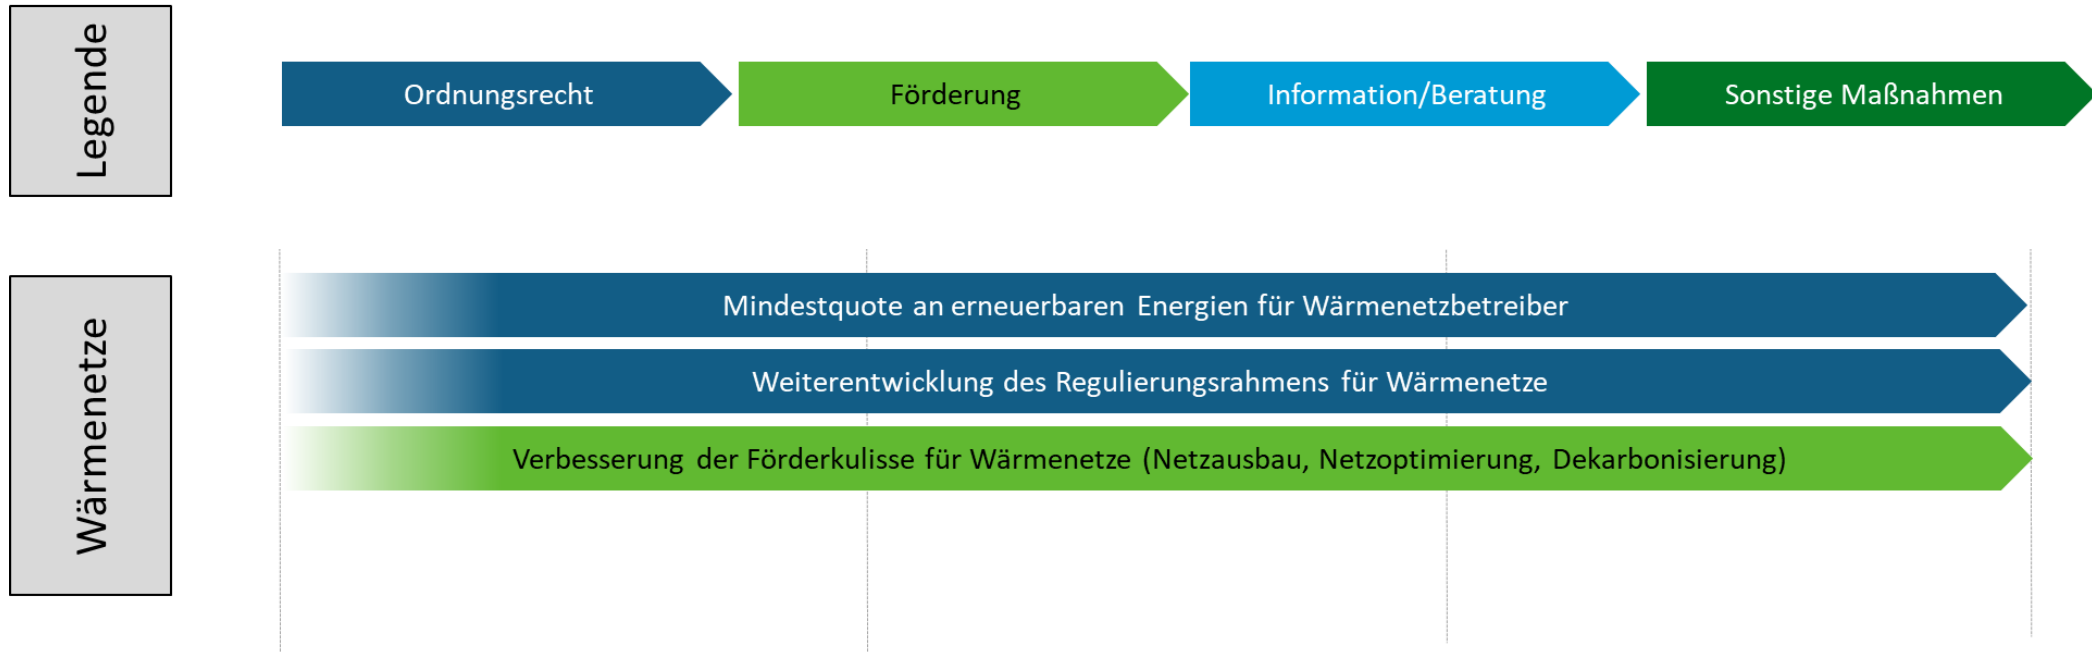 Legende
Ordnungsrecht
Förderung
Information/Beratung
Sonstige Maßnahmen
Wärmenetze
Mindestquote an erneuerbaren Energien für Wärmenetzbetreiber
Weiterentwicklung des Regulierungsrahmens für Wärmenetze
Verbesserung der Förderkulisse für Wärmenetze (Netzausbau, Netzoptimierung, Dekarbonisierung)